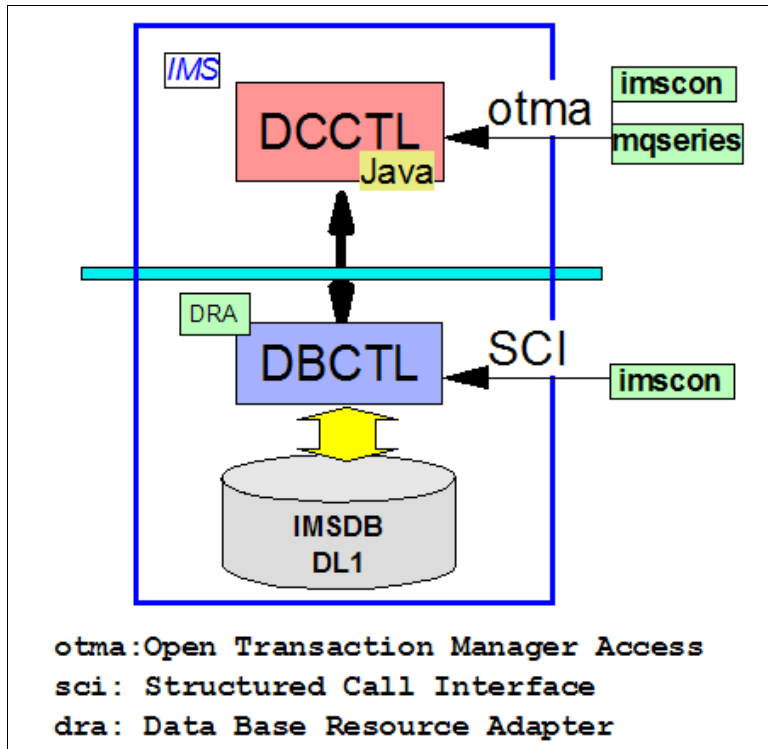 IMS
DCCTL
Java
otma
imscon
mqseries
DRA
DBCTL
SCI
imscon
IMSDB
DL1
otma:Open Transaction Manager Access
sci: Structured Call Interface
dra: Data Base Resource Adapter